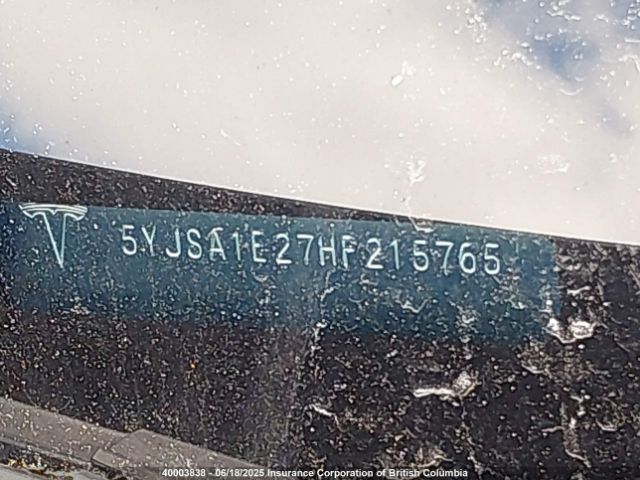 5YJSA1E27HF215765
40003838 - 06/18/2025 Insurance Corporation of British Columbia